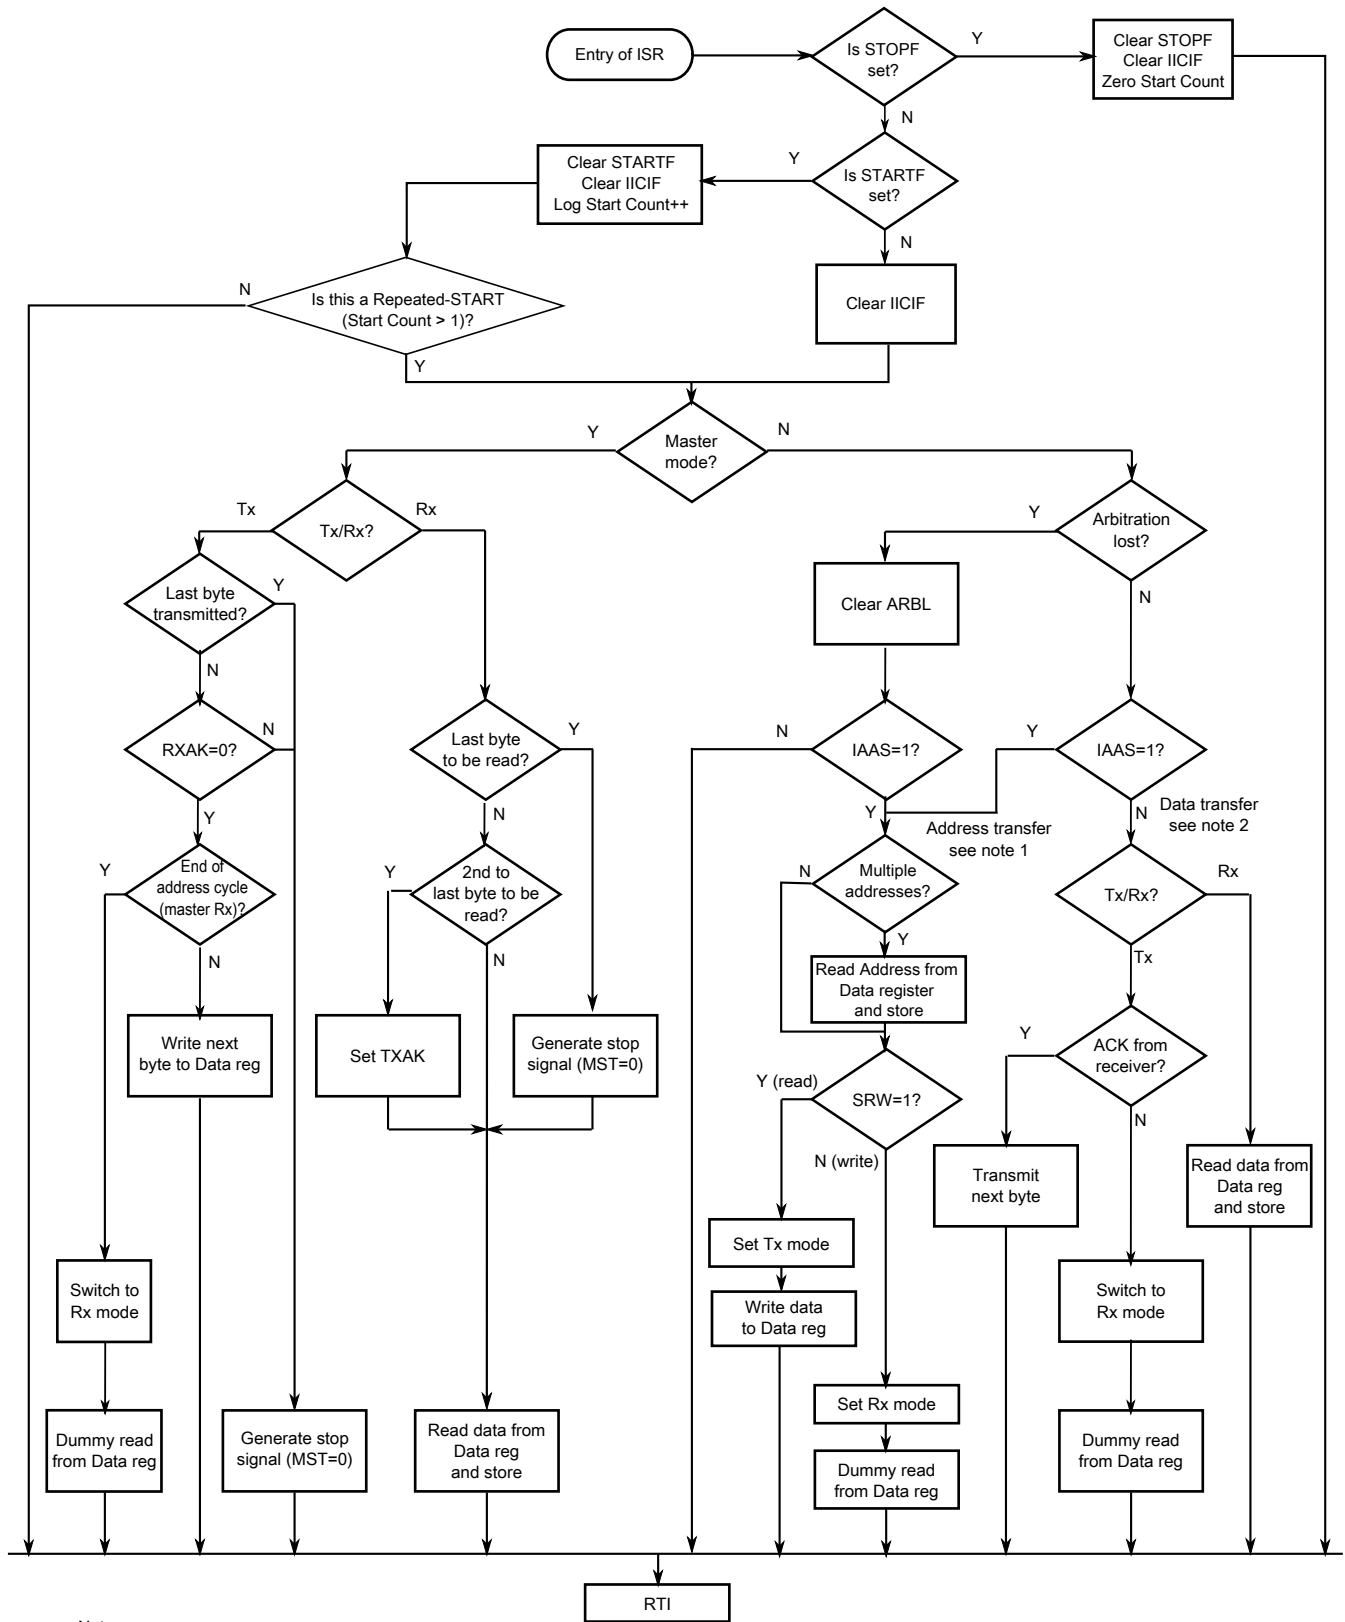 Entry of ISR
Is STOPF
set?
Y
Clear STOPF
Clear IICIF
Zero Start Count
N
Clear STARTF
Clear IICIF
Log Start Count++
Y
Is STARTF
set?
N
N
Is this a Repeated-START
(Start Count > 1)?
Clear IICIF
Y
Y
Master
mode?
N
Tx
Tx/Rx?
Rx
Y
Arbitration
lost?
Last byte
transmitted?
Y
Clear ARBL
N
N
RXAK=0?
N
Last byte
to be read?
Y
N
IAAS=1?
Y
IAAS=1?
Y
N
Y
Address transfer
see note 1
N
Data transfer
see note 2
Y
End of
address cycle
(master Rx)?
Y
2nd to
last byte to be
read?
N
Multiple
addresses?
Tx/Rx?
Rx
N
N
Y
Tx
Read Address from
Data register
and store
Write next
byte to Data reg
Set TXAK
Generate stop
signal (MST=0)
Y
ACK from
receiver?
Y (read)
SRW=1?
N
N (write)
Transmit
next byte
Read data from
Data reg
and store
Set Tx mode
Switch to
Rx mode
Write data
to Data reg
Switch to
Rx mode
Set Rx mode
Dummy read
from Data reg
Generate stop
signal (MST=0)
Read data from
Data reg
and store
Dummy read
from Data reg
Dummy read
from Data reg
RTI